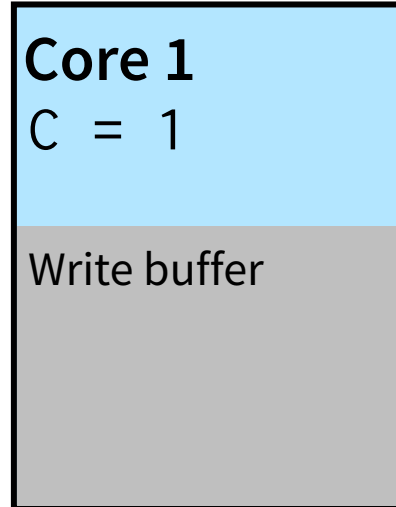 Core 1
C = 1
Write buffer